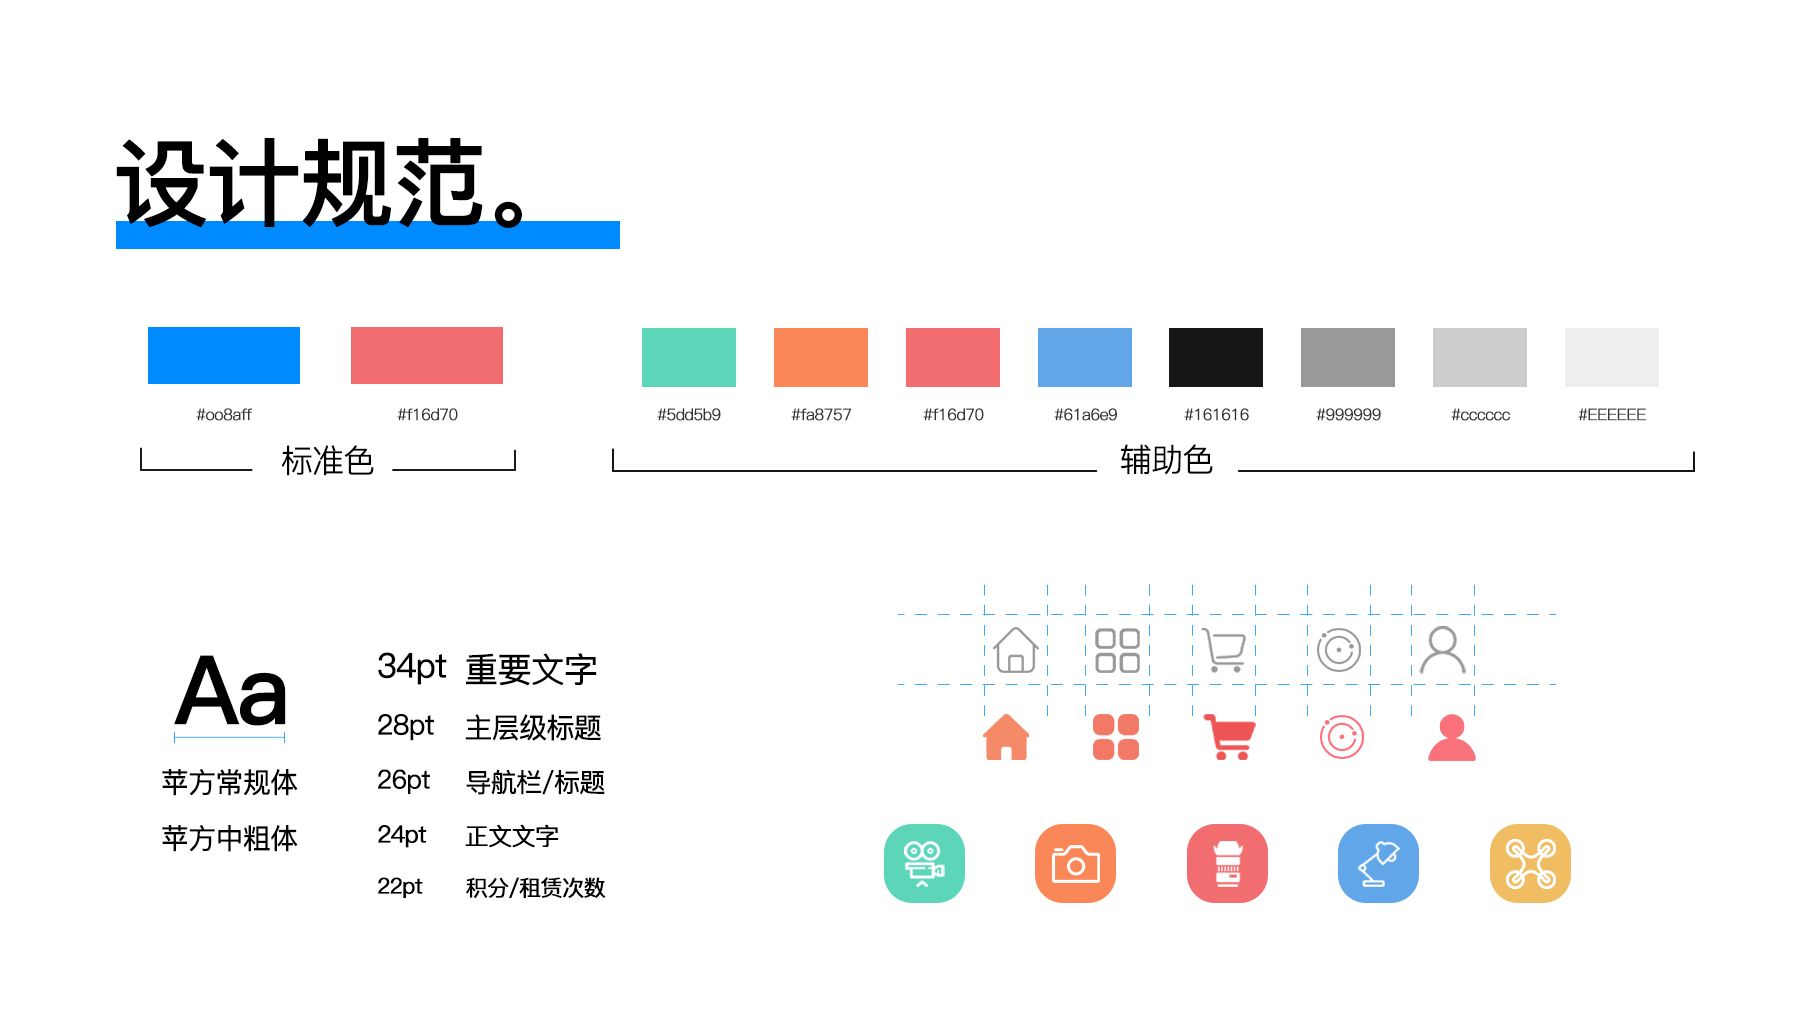 设计规范。
#oo8aff #f16d70 #5dd5b9 #fa8757 #f16d70 #61a6e9 #161616 #999999 #cccccc #EEEEEE
标准色 辅助色
Aa
苹方常规体
苹方中粗体
34pt 重要文字
28pt 主层级标题
26pt 导航栏/标题
24pt 正文文字
22pt 积分/租赁次数